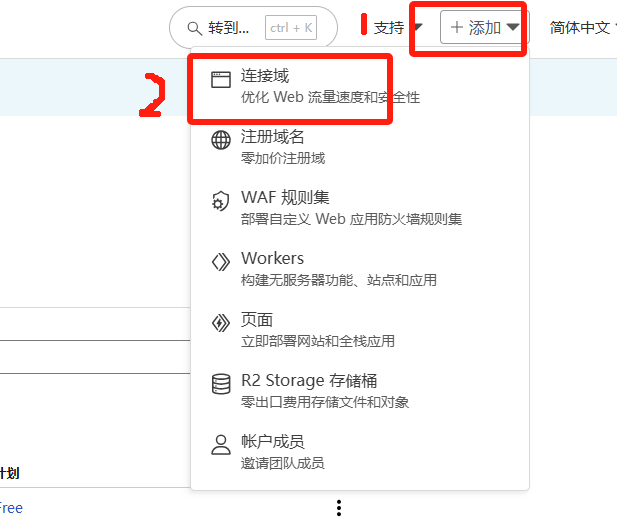 转到...
ctrl + K
1
支持
添加
简体中文
2
连接域
优化 Web 流量速度和安全性
注册域名
零加价注册域
WAF 规则集
部署自定义 Web 应用防火墙规则集
Workers
构建无服务器功能、站点和应用
页面
立即部署网站和全栈应用
R2 Storage 存储桶
零出口费用存储文件和对象
帐户成员
邀请团队成员
计划
Free